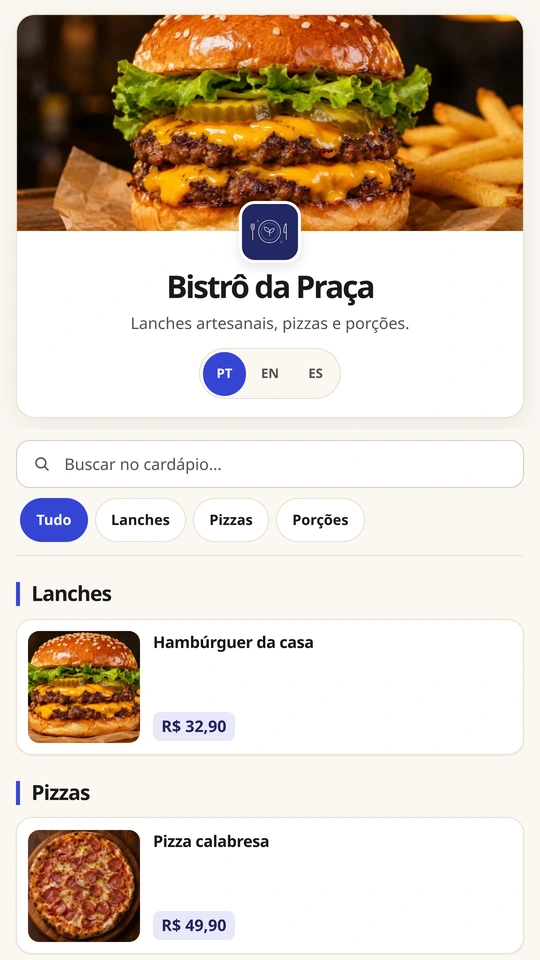 Bistrô da Praça
Lanches artesanais, pizzas e porções.
PT EN ES
Buscar no cardápio...
Tudo Lanches Pizzas Porções
Lanches
Hambúrguer da casa
R$ 32,90
Pizzas
Pizza calabresa
R$ 49,90